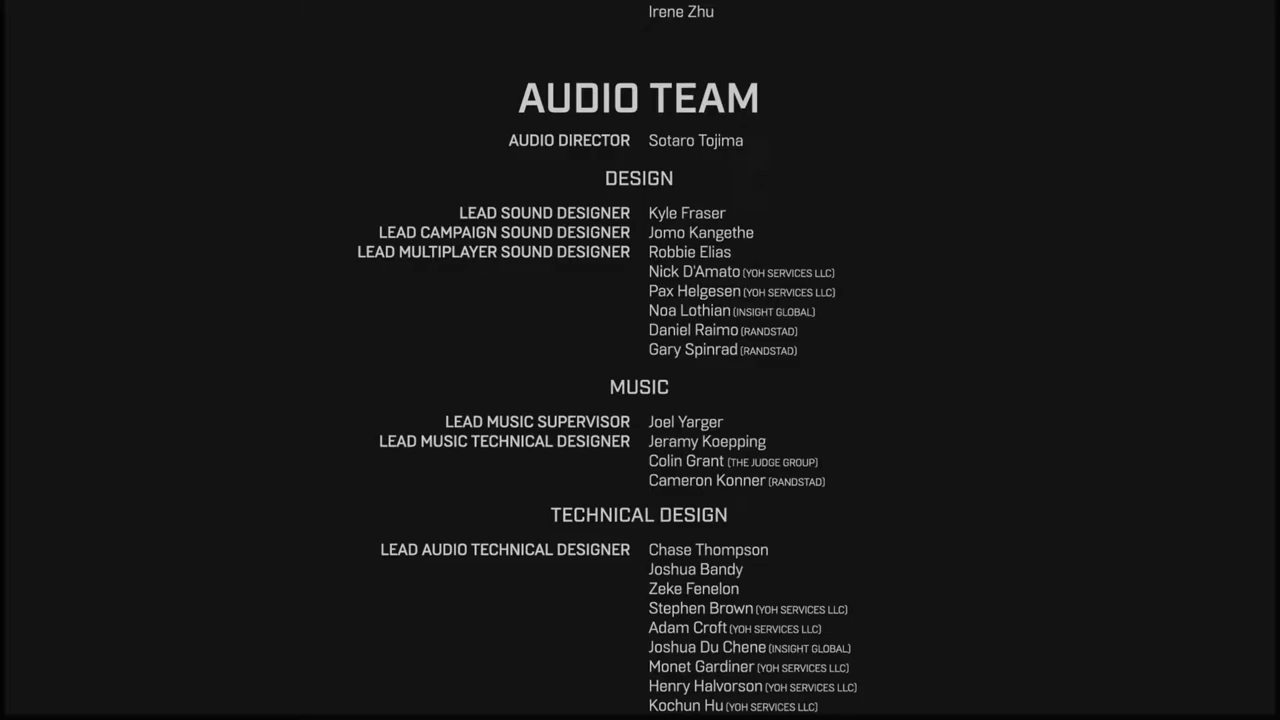 Irene Zhu
AUDIO TEAM
AUDIO DIRECTOR Sotaro Tojima
DESIGN
LEAD SOUND DESIGNER Kyle Fraser
LEAD CAMPAIGN SOUND DESIGNER Jomo Kangethe
LEAD MULTIPLAYER SOUND DESIGNER Robbie Elias
Nick D'Amato (YOH SERVICES LLC)
Pax Helgesen (YOH SERVICES LLC)
Noa Lothian (INSIGHT GLOBAL)
Daniel Raimo (RANDSTAD)
Gary Spinrad (RANDSTAD)
MUSIC
LEAD MUSIC SUPERVISOR Joel Yarger
LEAD MUSIC TECHNICAL DESIGNER Jeramy Koepping
Colin Grant (THE JUDGE GROUP)
Cameron Konner (RANDSTAD)
TECHNICAL DESIGN
LEAD AUDIO TECHNICAL DESIGNER Chase Thompson
Joshua Bandy
Zeke Fenelon
Stephen Brown (YOH SERVICES LLC)
Adam Croft (YOH SERVICES LLC)
Joshua Du Chene (INSIGHT GLOBAL)
Monet Gardiner (YOH SERVICES LLC)
Henry Halvorson (YOH SERVICES LLC)
Kochun Hu (YOH SERVICES LLC)